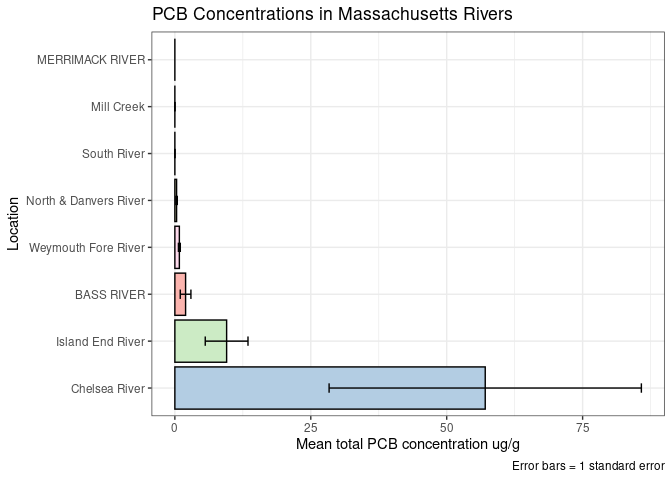 PCB Concentrations in Massachusetts Rivers
MERRIMACK RIVER
Mill Creek
South River
North & Danvers River
Weymouth Fore River
BASS RIVER
Island End River
Chelsea River
Location
0 25 50 75
Mean total PCB concentration ug/g
Error bars = 1 standard error